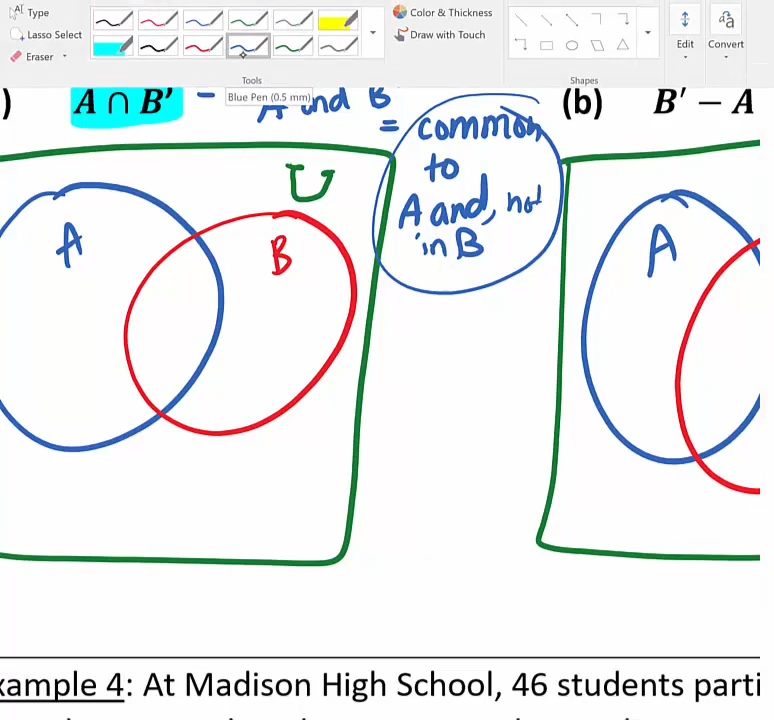 Type
Lasso Select
Eraser
Color & Thickness
Draw with Touch
Edit
Convert
Tools
Shapes
Blue Pen (0.5 mm)
) A ∩ B′ – A and B
(b) B′ – A
= common
to
A and, not
in B
U
A
B
A
xample 4: At Madison High School, 46 students parti